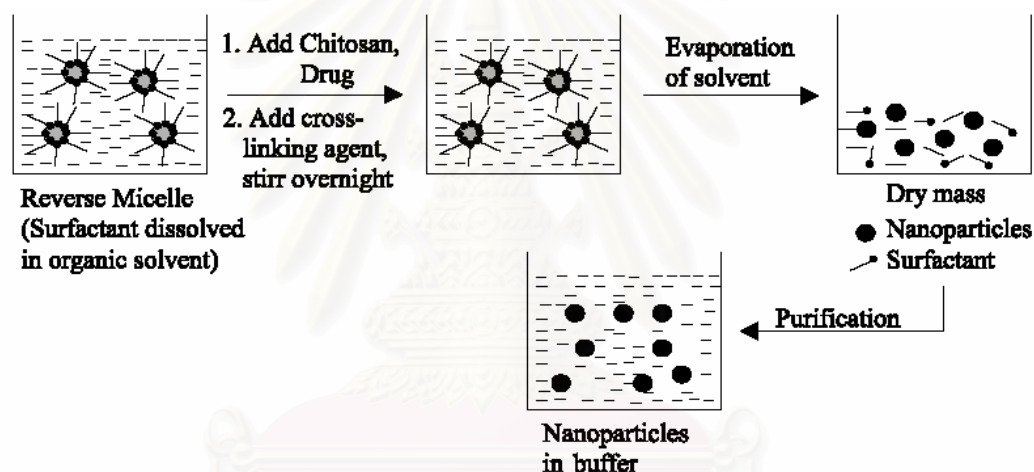 1. Add Chitosan,
Drug
2. Add cross-
linking agent,
stirr overnight
Evaporation
of solvent
Reverse Micelle
(Surfactant dissolved
in organic solvent)
Dry mass
Nanoparticles
Surfactant
Purification
Nanoparticles
in buffer